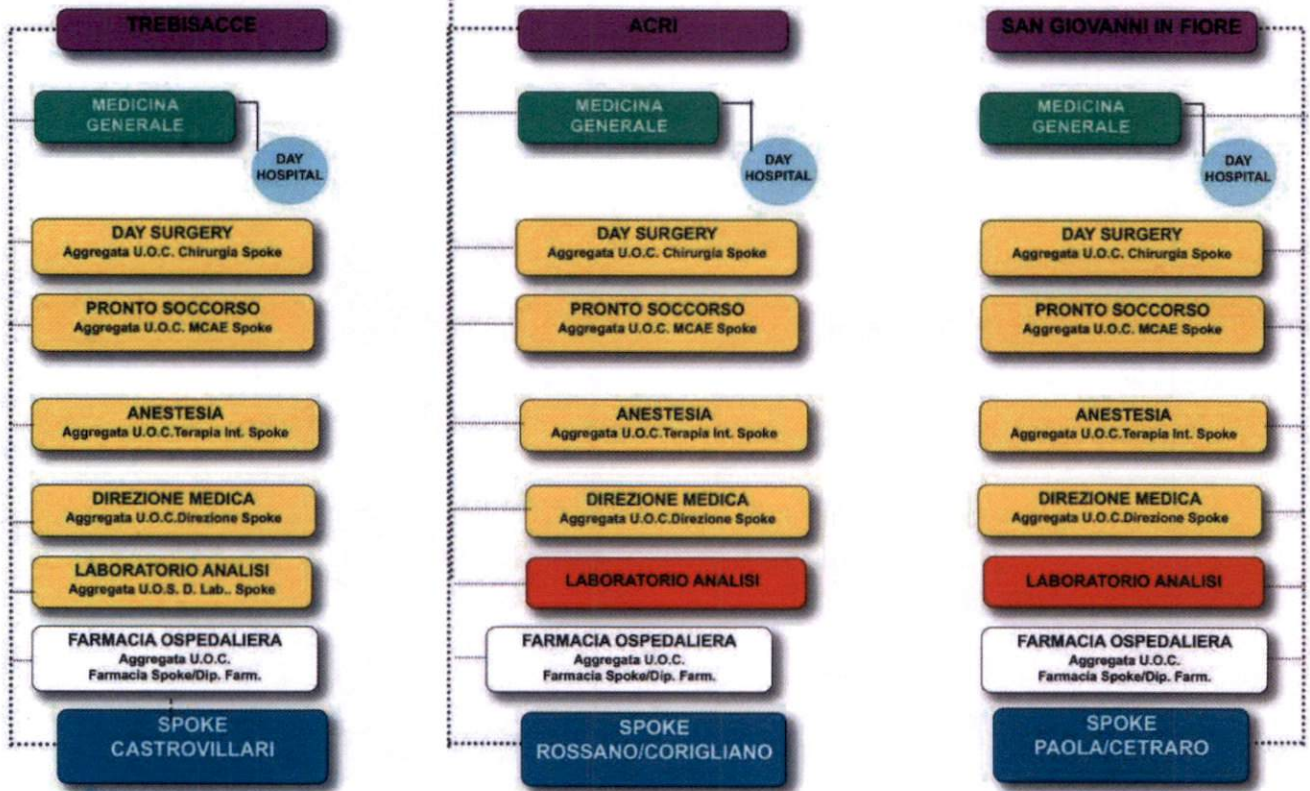 TREBISACCE
MEDICINA
GENERALE
DAY
HOSPITAL
DAY SURGERY
Aggregata U.O.C. Chirurgia Spoke
PRONTO SOCCORSO
Aggregata U.O.C. MCAE Spoke
ANESTESIA
Aggregata U.O.C.Terapia Int. Spoke
DIREZIONE MEDICA
Aggregata U.O.C.Direzione Spoke
LABORATORIO ANALISI
Aggregata U.O.S. D. Lab.. Spoke
FARMACIA OSPEDALIERA
Aggregata U.O.C.
Farmacia Spoke/Dip. Farm.
SPOKE
CASTROVILLARI
ACRI
MEDICINA
GENERALE
DAY
HOSPITAL
DAY SURGERY
Aggregata U.O.C. Chirurgia Spoke
PRONTO SOCCORSO
Aggregata U.O.C. MCAE Spoke
ANESTESIA
Aggregata U.O.C.Terapia Int. Spoke
DIREZIONE MEDICA
Aggregata U.O.C.Direzione Spoke
LABORATORIO ANALISI
FARMACIA OSPEDALIERA
Aggregata U.O.C.
Farmacia Spoke/Dip. Farm.
SPOKE
ROSSANO/CORIGLIANO
SAN GIOVANNI IN FIORE
MEDICINA
GENERALE
DAY
HOSPITAL
DAY SURGERY
Aggregata U.O.C. Chirurgia Spoke
PRONTO SOCCORSO
Aggregata U.O.C. MCAE Spoke
ANESTESIA
Aggregata U.O.C.Terapia Int. Spoke
DIREZIONE MEDICA
Aggregata U.O.C.Direzione Spoke
LABORATORIO ANALISI
FARMACIA OSPEDALIERA
Aggregata U.O.C.
Farmacia Spoke/Dip. Farm.
SPOKE
PAOLA/CETRARO